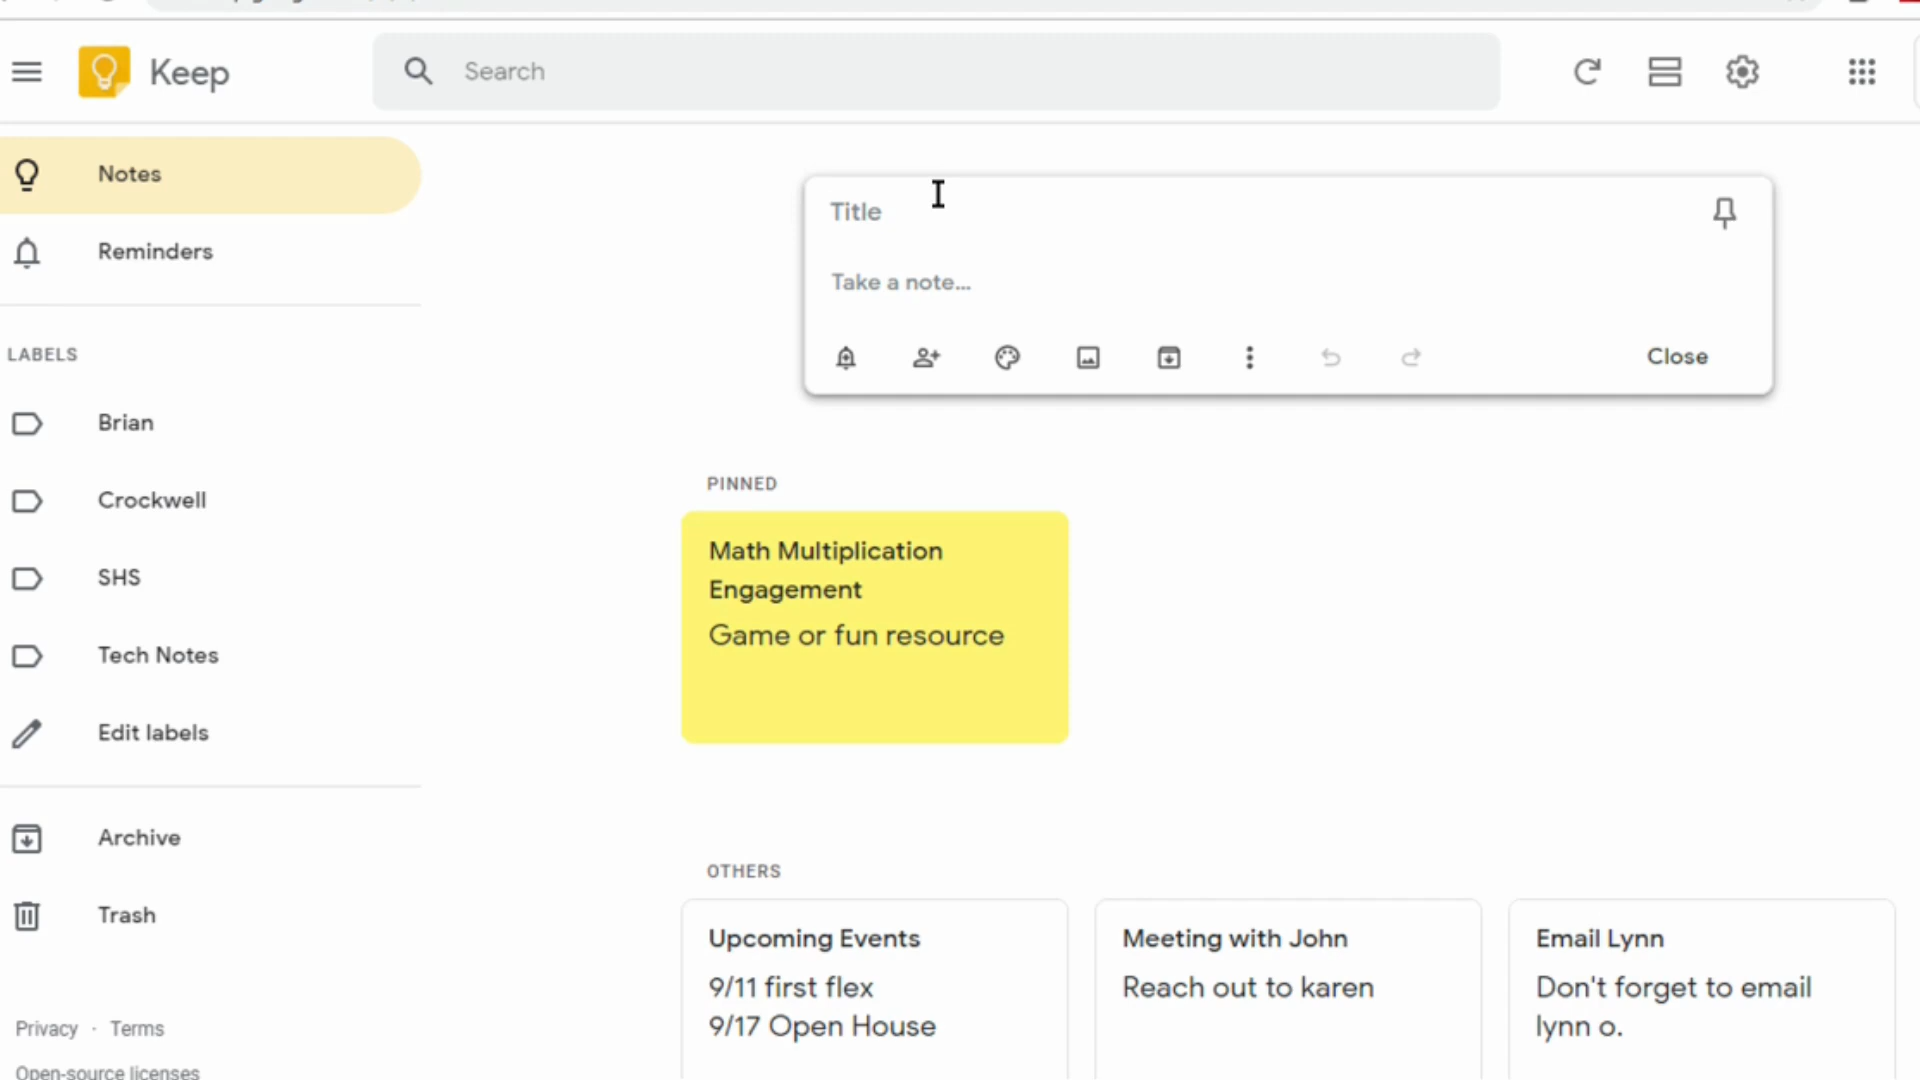 Keep
Search
Notes
Reminders
LABELS
Brian
Crockwell
SHS
Tech Notes
Edit labels
Archive
Trash
Privacy · Terms
Open-source licenses
Title
Take a note...
Close
PINNED
Math Multiplication
Engagement
Game or fun resource
OTHERS
Upcoming Events
9/11 first flex
9/17 Open House
Meeting with John
Reach out to karen
Email Lynn
Don't forget to email
lynn o.